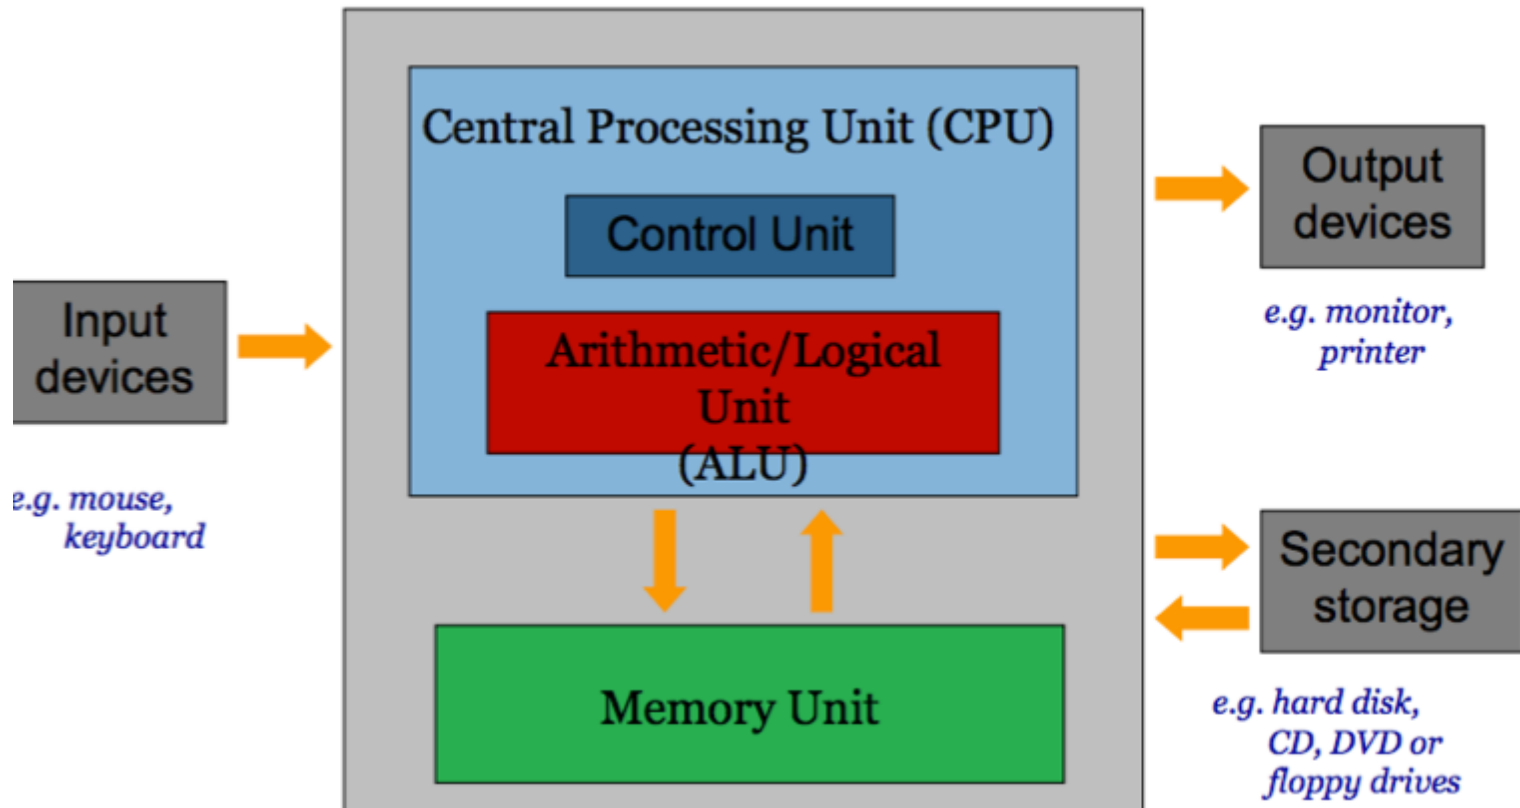 Central Processing Unit (CPU)
Control Unit
Arithmetic/Logical
Unit
(ALU)
Memory Unit
Input
devices
e.g. mouse,
keyboard
Output
devices
e.g. monitor,
printer
Secondary
storage
e.g. hard disk,
CD, DVD or
floppy drives